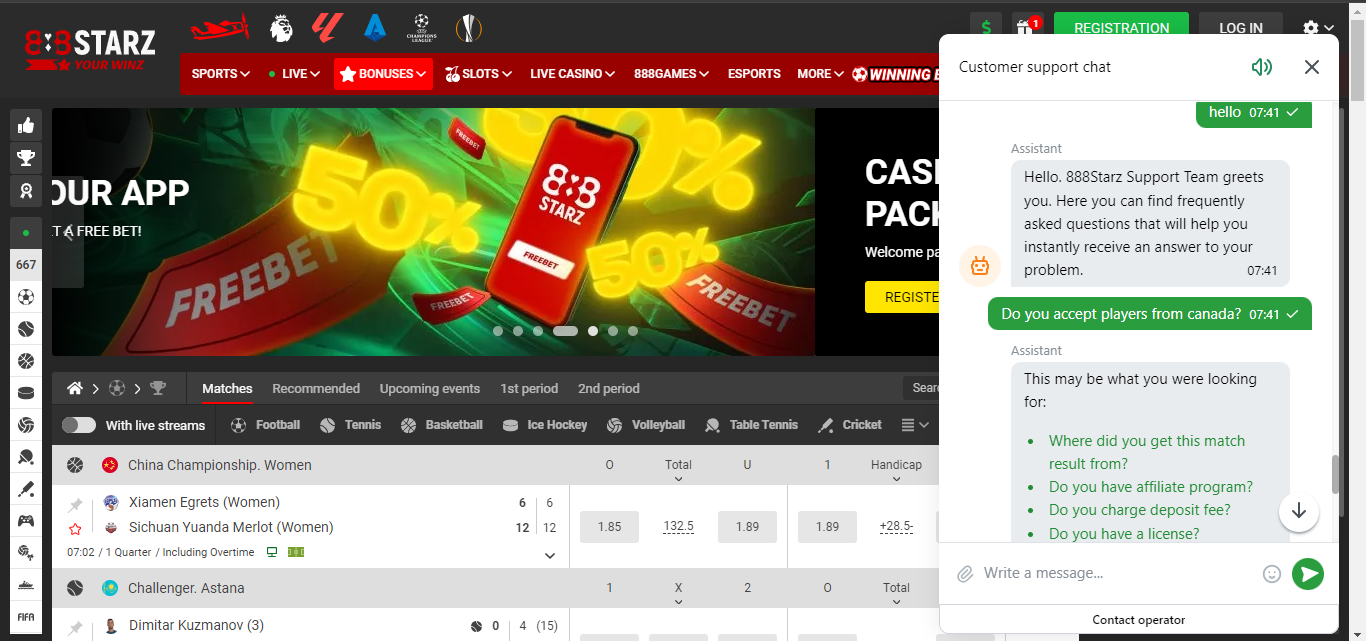 888STARZ
YOUR WINZ
CHAMPIONS
LEAGUE
$
1
REGISTRATION
LOG IN
SPORTS
LIVE
BONUSES
SLOTS
LIVE CASINO
888GAMES
ESPORTS
MORE
WINNING
667
FIFA
OUR APP
A FREE BET!
50%
50%
FREEBET
FREEBET
FREEBET
FREEBET
FREEBET
888
STARZ
CAS
PACK
Welcome pa
REGISTE
Matches
Recommended
Upcoming events
1st period
2nd period
Sear
With live streams
Football
Tennis
Basketball
Ice Hockey
Volleyball
Table Tennis
Cricket
China Championship. Women
O
Total
U
1
Handicap
Xiamen Egrets (Women)
6
6
Sichuan Yuanda Merlot (Women)
12
12
07:02 / 1 Quarter / Including Overtime
1.85
132.5
1.89
1.89
+28.5-
Challenger. Astana
1
X
2
O
Total
Dimitar Kuzmanov (3)
0
4
(15)
Customer support chat
hello 07:41
Assistant
Hello. 888Starz Support Team greets
you. Here you can find frequently
asked questions that will help you
instantly receive an answer to your
problem.
07:41
Do you accept players from canada? 07:41
Assistant
This may be what you were looking
for:
• Where did you get this match
result from?
• Do you have affiliate program?
• Do you charge deposit fee?
• Do you have a license?
Write a message...
Contact operator